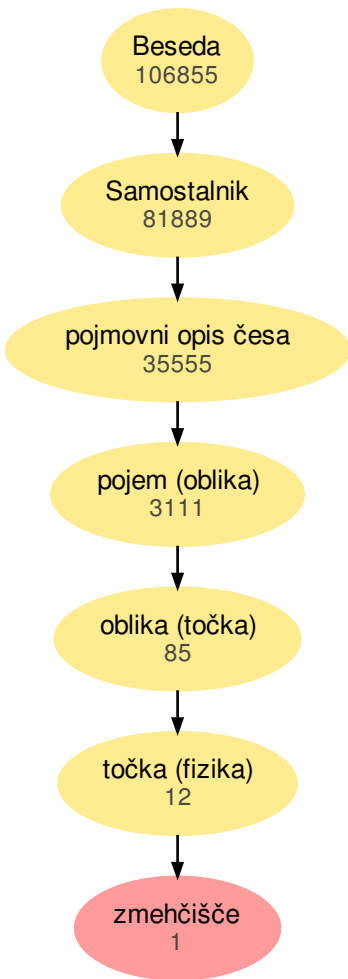 Beseda
106855
Samostalnik
81889
pojmovni opis česa
35555
pojem (oblika)
3111
oblika (točka)
85
točka (fizika)
12
zmehčišče
1